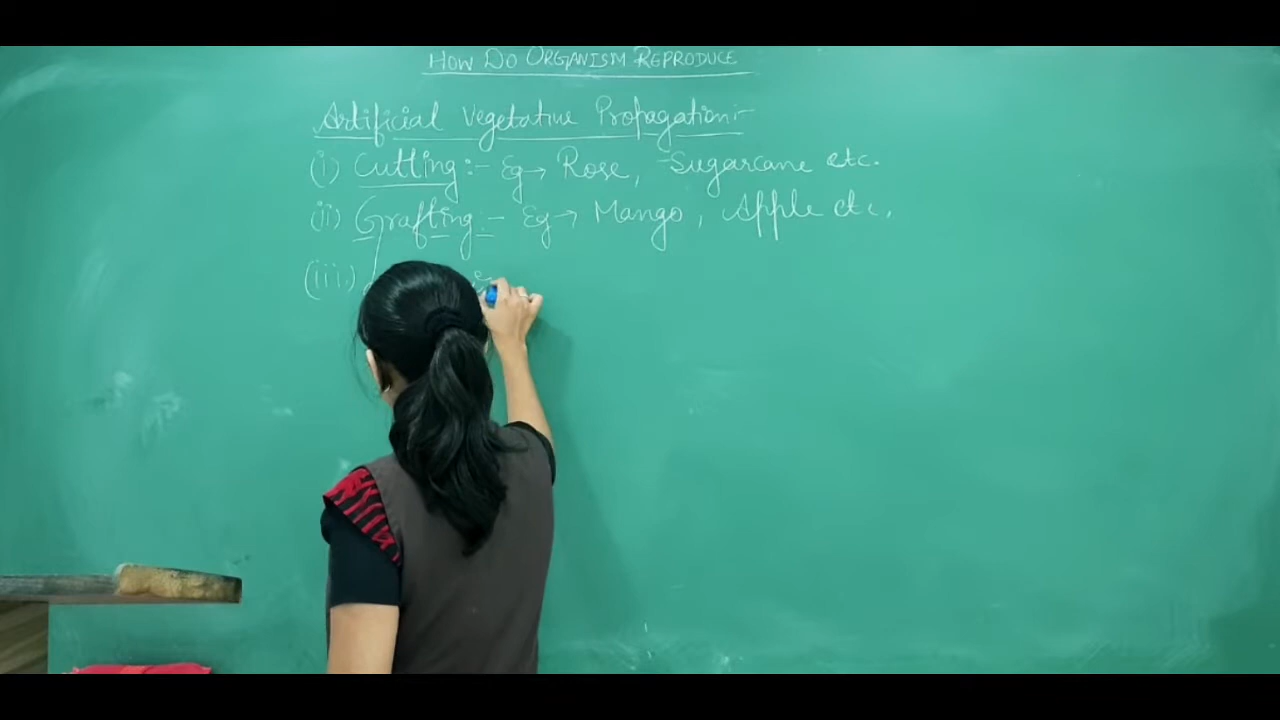 HOW DO ORGANISM REPRODUCE
Artificial Vegetative Propagation:-
(i) Cutting:- Eg→ Rose, Sugarcane etc.
(ii) Grafting:- Eg→ Mango, Apple etc.
(iii)